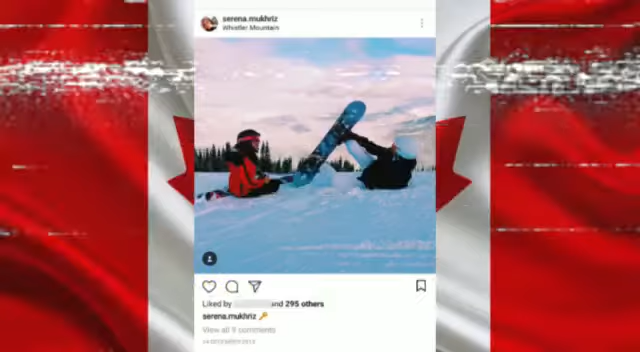 serena.mukhriz
Whistler Mountain
Liked by and 295 others
serena.mukhriz
View all 9 comments